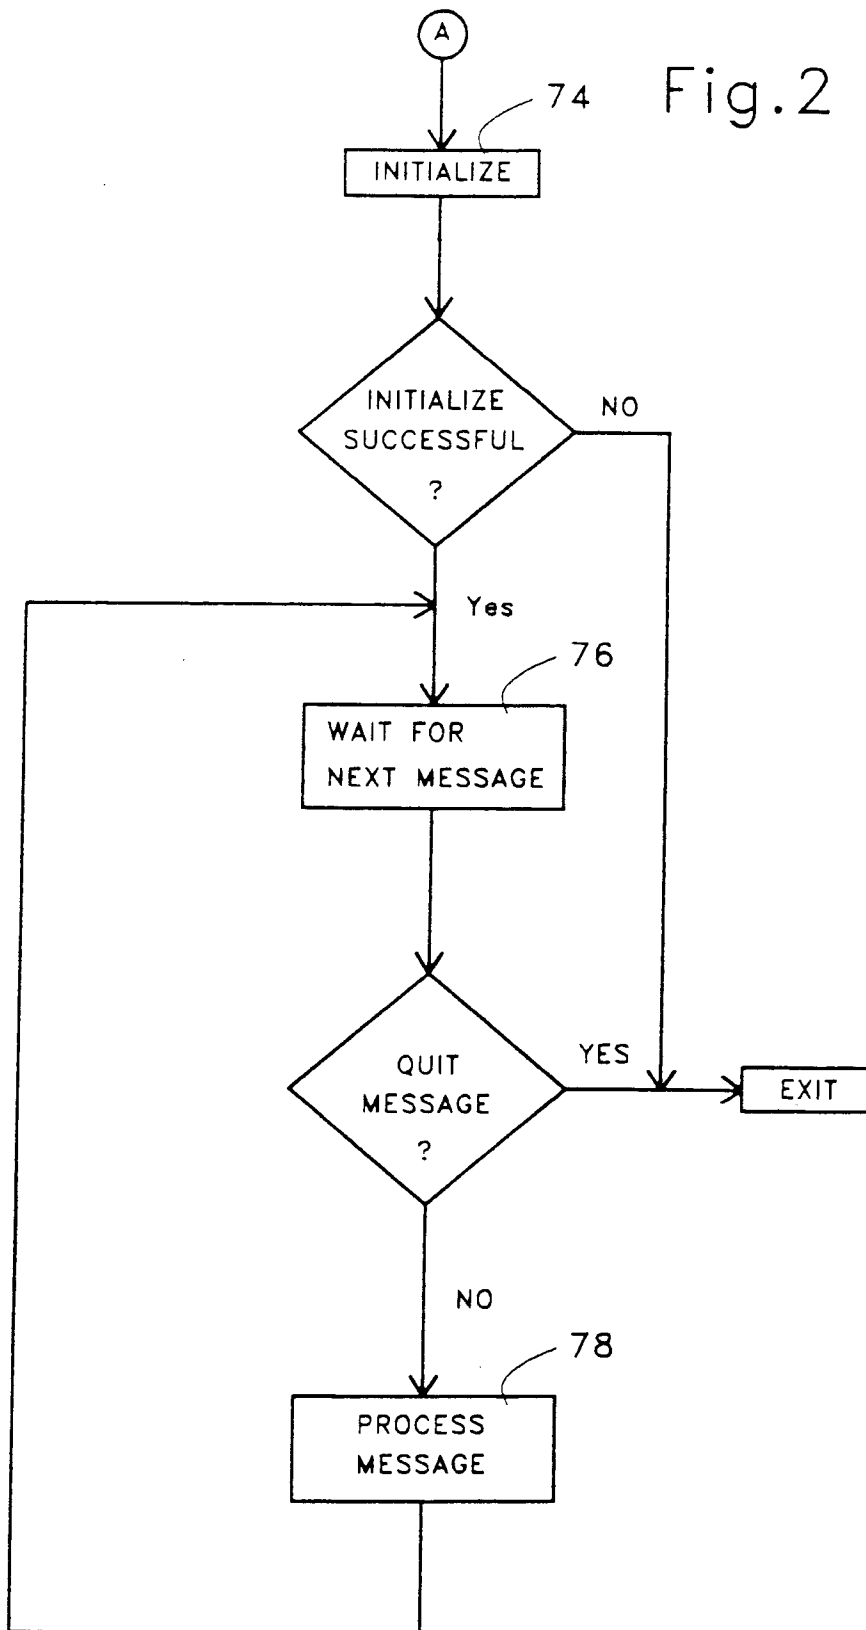 A
Fig.2
74
INITIALIZE
INITIALIZE
SUCCESSFUL
?
NO
Yes
76
WAIT FOR
NEXT MESSAGE
QUIT
MESSAGE
?
YES
EXIT
NO
78
PROCESS
MESSAGE